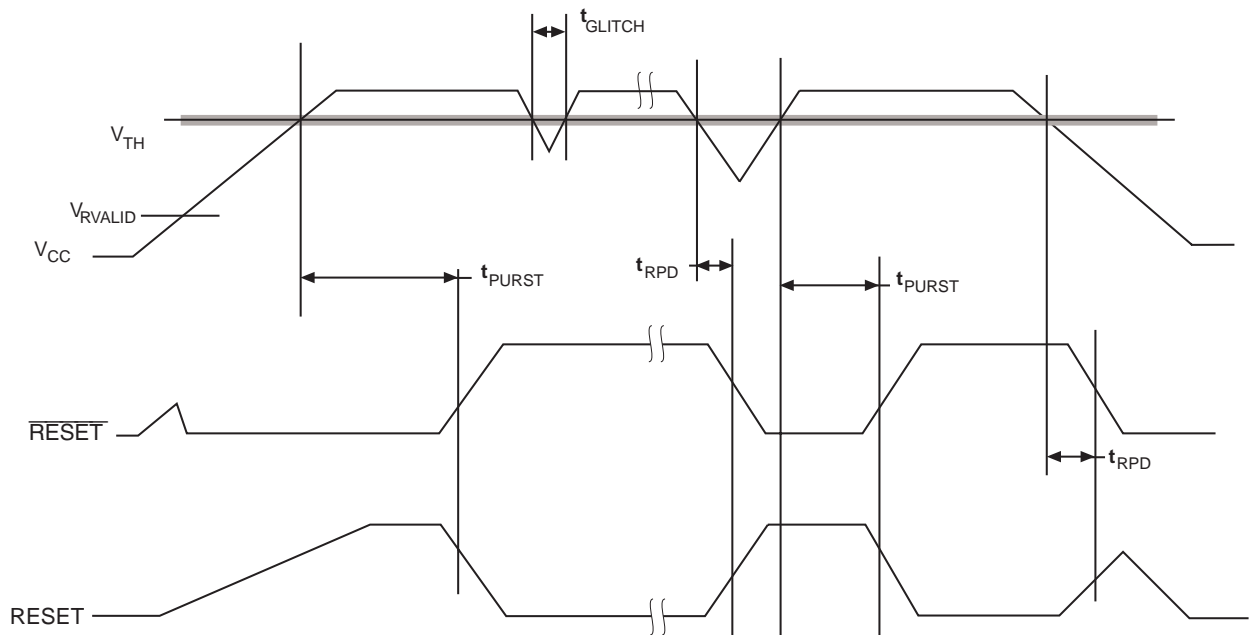 tGLITCH
VTH
VRVALID
VCC
tPURST
tRPD
tPURST
RESET
tRPD
RESET